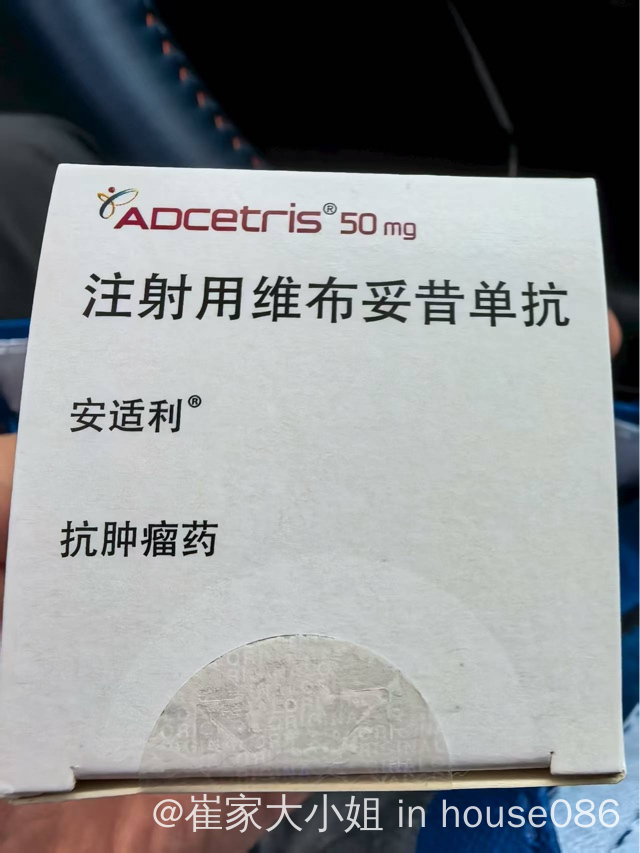 ADCETRIS® 50 mg
注射用维布妥昔单抗
安适利®
抗肿瘤药
@崔家大小姐 in house086